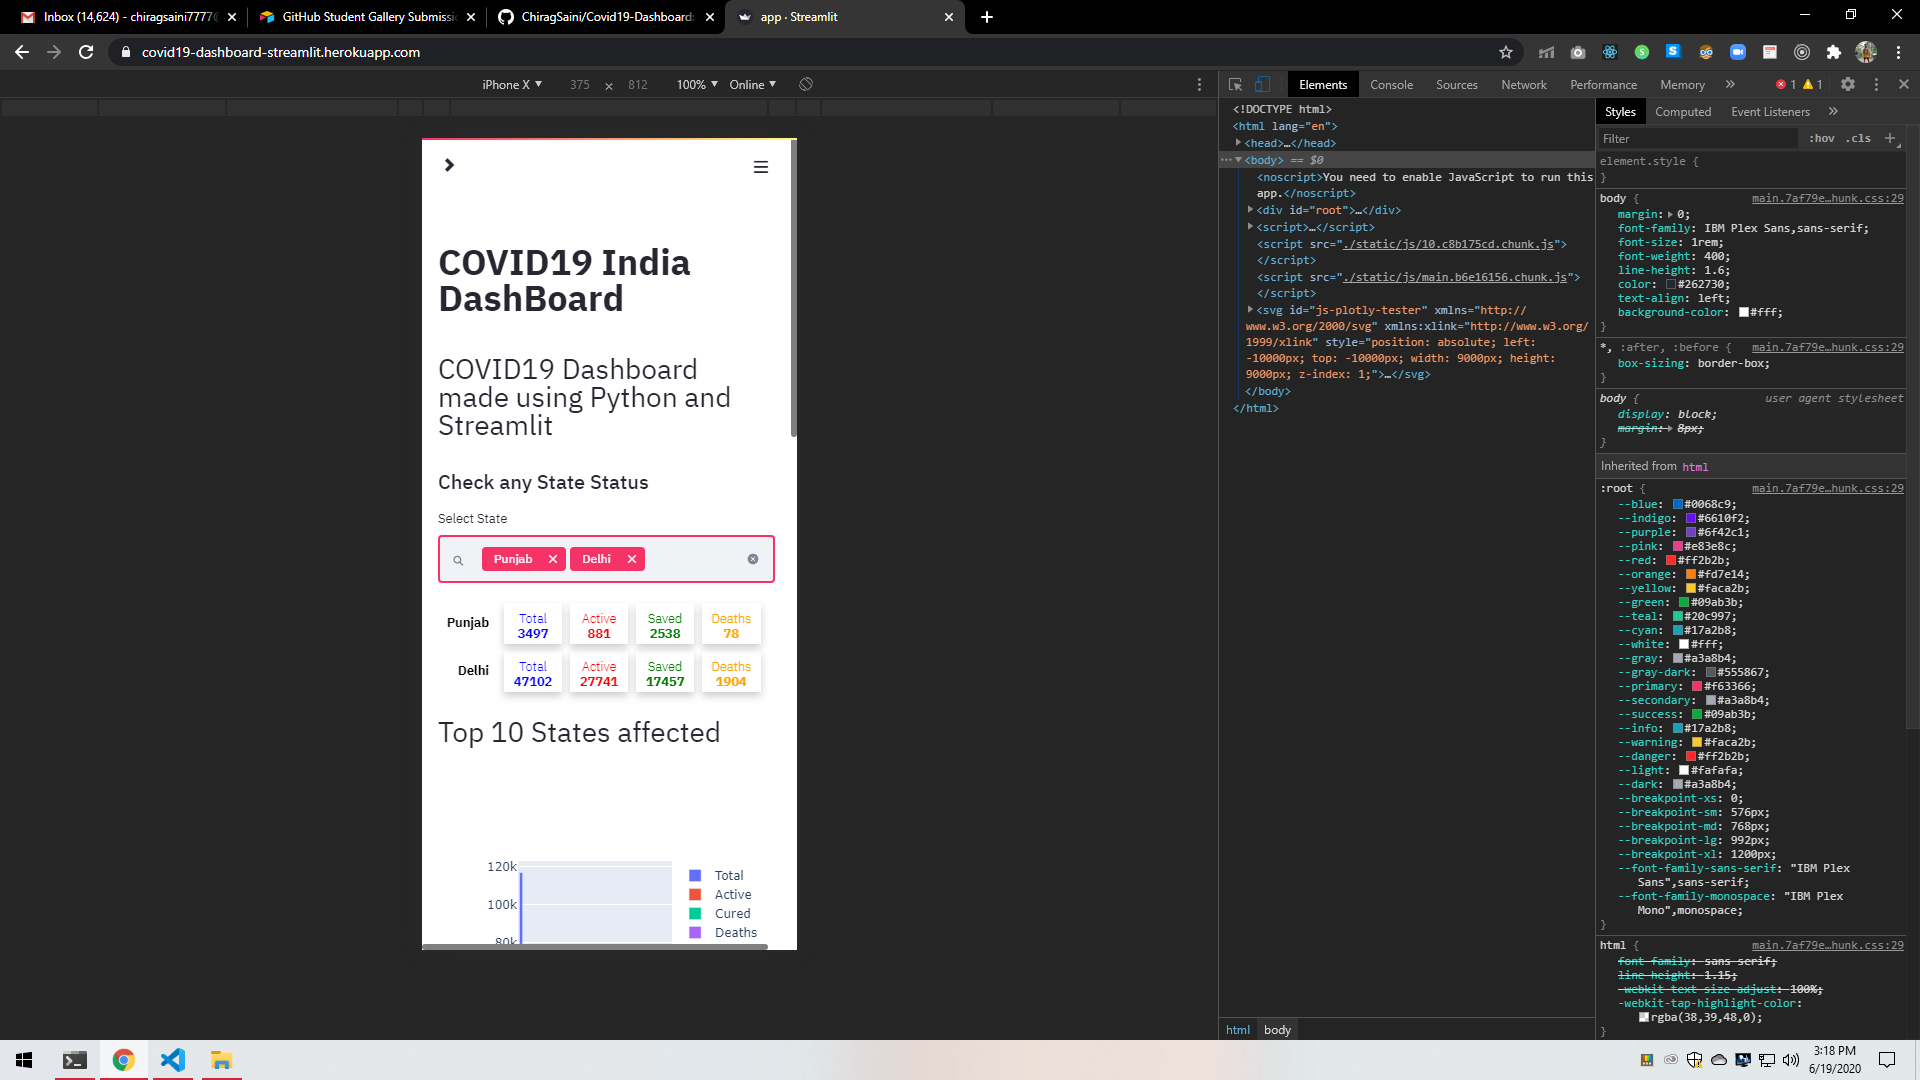 Inbox (14,624) - chiragsaini7777@
GitHub Student Gallery Submissio
ChiragSaini/Covid19-Dashboard:
app · Streamlit
covid19-dashboard-streamlit.herokuapp.com
iPhone X ▼ 375 x 812 100% ▼ Online ▼
COVID19 India
DashBoard
COVID19 Dashboard
made using Python and
Streamlit
Check any State Status
Select State
Punjab Delhi
Punjab
Total
3497
Active
881
Saved
2538
Deaths
78
Delhi
Total
47102
Active
27741
Saved
17457
Deaths
1904
Top 10 States affected
120k
100k
80k
Total
Active
Cured
Deaths
Elements Console Sources Network Performance Memory » 1 1
<!DOCTYPE html>
<html lang="en">
<head>…</head>
<body> == $0
<noscript>You need to enable JavaScript to run this
app.</noscript>
<div id="root">…</div>
<script>…</script>
<script src="./static/js/10.c8b175cd.chunk.js">
</script>
<script src="./static/js/main.b6e16156.chunk.js">
</script>
<svg id="js-plotly-tester" xmlns="http://
www.w3.org/2000/svg" xmlns:xlink="http://www.w3.org/
1999/xlink" style="position: absolute; left:
-10000px; top: -10000px; width: 9000px; height:
9000px; z-index: 1;">…</svg>
</body>
</html>
html body
Styles Computed Event Listeners »
Filter :hov .cls +
element.style {
}
body { main.7af79e…hunk.css:29
margin: 0;
font-family: IBM Plex Sans,sans-serif;
font-size: 1rem;
font-weight: 400;
line-height: 1.6;
color: #262730;
text-align: left;
background-color: #fff;
}
*, :after, :before { main.7af79e…hunk.css:29
box-sizing: border-box;
}
body { user agent stylesheet
display: block;
margin: 8px;
}
Inherited from html
:root { main.7af79e…hunk.css:29
--blue: #0068c9;
--indigo: #6610f2;
--purple: #6f42c1;
--pink: #e83e8c;
--red: #ff2b2b;
--orange: #fd7e14;
--yellow: #faca2b;
--green: #09ab3b;
--teal: #20c997;
--cyan: #17a2b8;
--white: #fff;
--gray: #a3a8b4;
--gray-dark: #555867;
--primary: #f63366;
--secondary: #a3a8b4;
--success: #09ab3b;
--info: #17a2b8;
--warning: #faca2b;
--danger: #ff2b2b;
--light: #fafafa;
--dark: #a3a8b4;
--breakpoint-xs: 0;
--breakpoint-sm: 576px;
--breakpoint-md: 768px;
--breakpoint-lg: 992px;
--breakpoint-xl: 1200px;
--font-family-sans-serif: "IBM Plex
Sans",sans-serif;
--font-family-monospace: "IBM Plex
Mono",monospace;
}
html { main.7af79e…hunk.css:29
font-family: sans-serif;
line-height: 1.15;
-webkit-text-size-adjust: 100%;
-webkit-tap-highlight-color:
rgba(38,39,48,0);
}
3:18 PM
6/19/2020